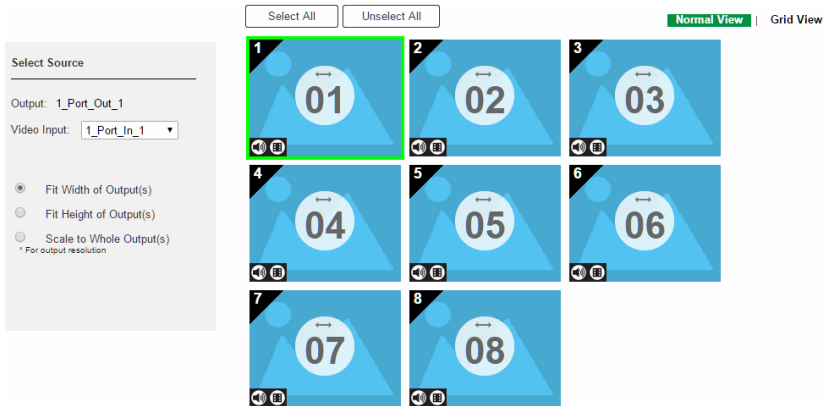 Select All
Unselect All
Normal View | Grid View
Select Source
Output: 1_Port_Out_1
Video Input: 1_Port_In_1
Fit Width of Output(s)
Fit Height of Output(s)
Scale to Whole Output(s)
* For output resolution
1
01
2
02
3
03
4
04
5
05
6
06
7
07
8
08